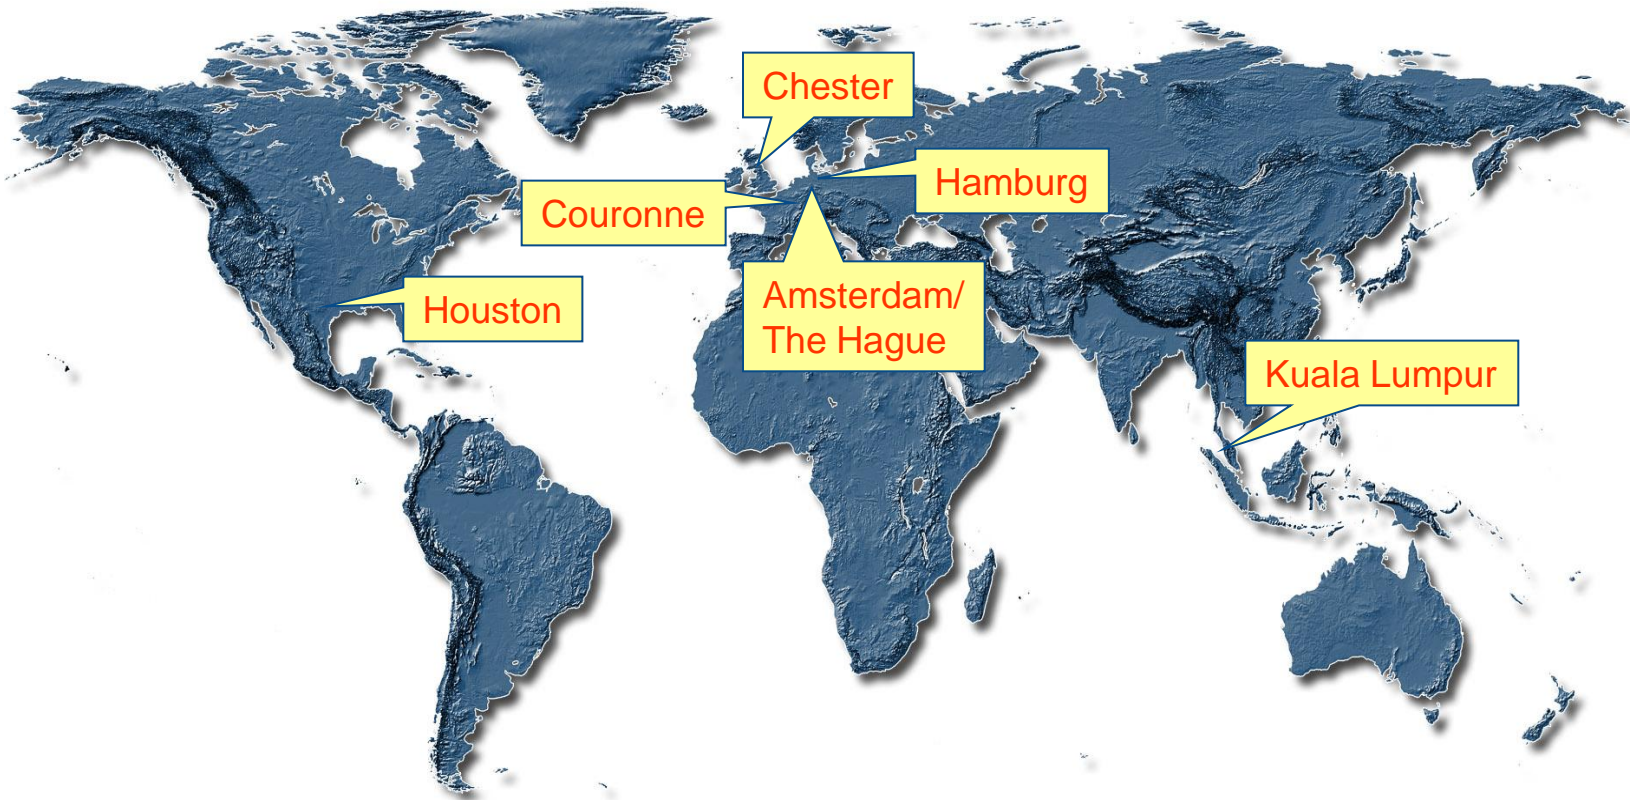 Chester
Hamburg
Couronne
Houston
Amsterdam/
The Hague
Kuala Lumpur